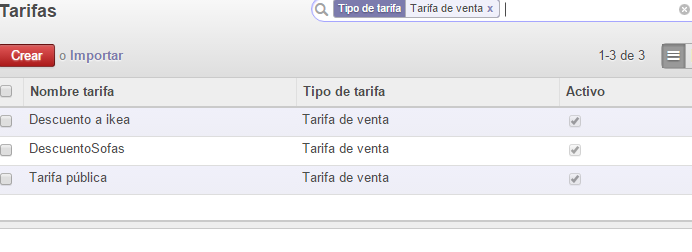 Tarifas
Tipo de tarifa Tarifa de venta x
Crear o Importar
1-3 de 3
Nombre tarifa Tipo de tarifa Activo
Descuento a ikea Tarifa de venta
DescuentoSofas Tarifa de venta
Tarifa pública Tarifa de venta